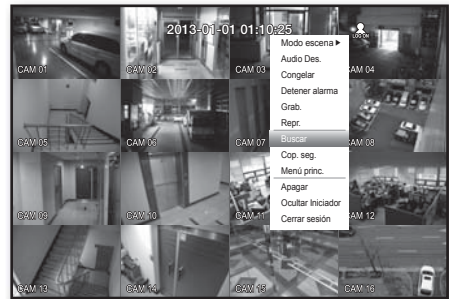 2013-01-01 01:10:25
LOG ON
CAM 01
CAM 02
CAM 03
CAM 04
Modo escena
Audio Des.
Congelar
Detener alarma
Grab.
Repr.
Buscar
Cop. seg.
Menú princ.
Apagar
Ocultar Iniciador
Cerrar sesión
CAM 05
CAM 06
CAM 07
CAM 08
CAM 09
CAM 10
CAM 11
CAM 12
CAM 13
CAM 14
CAM 15
CAM 16